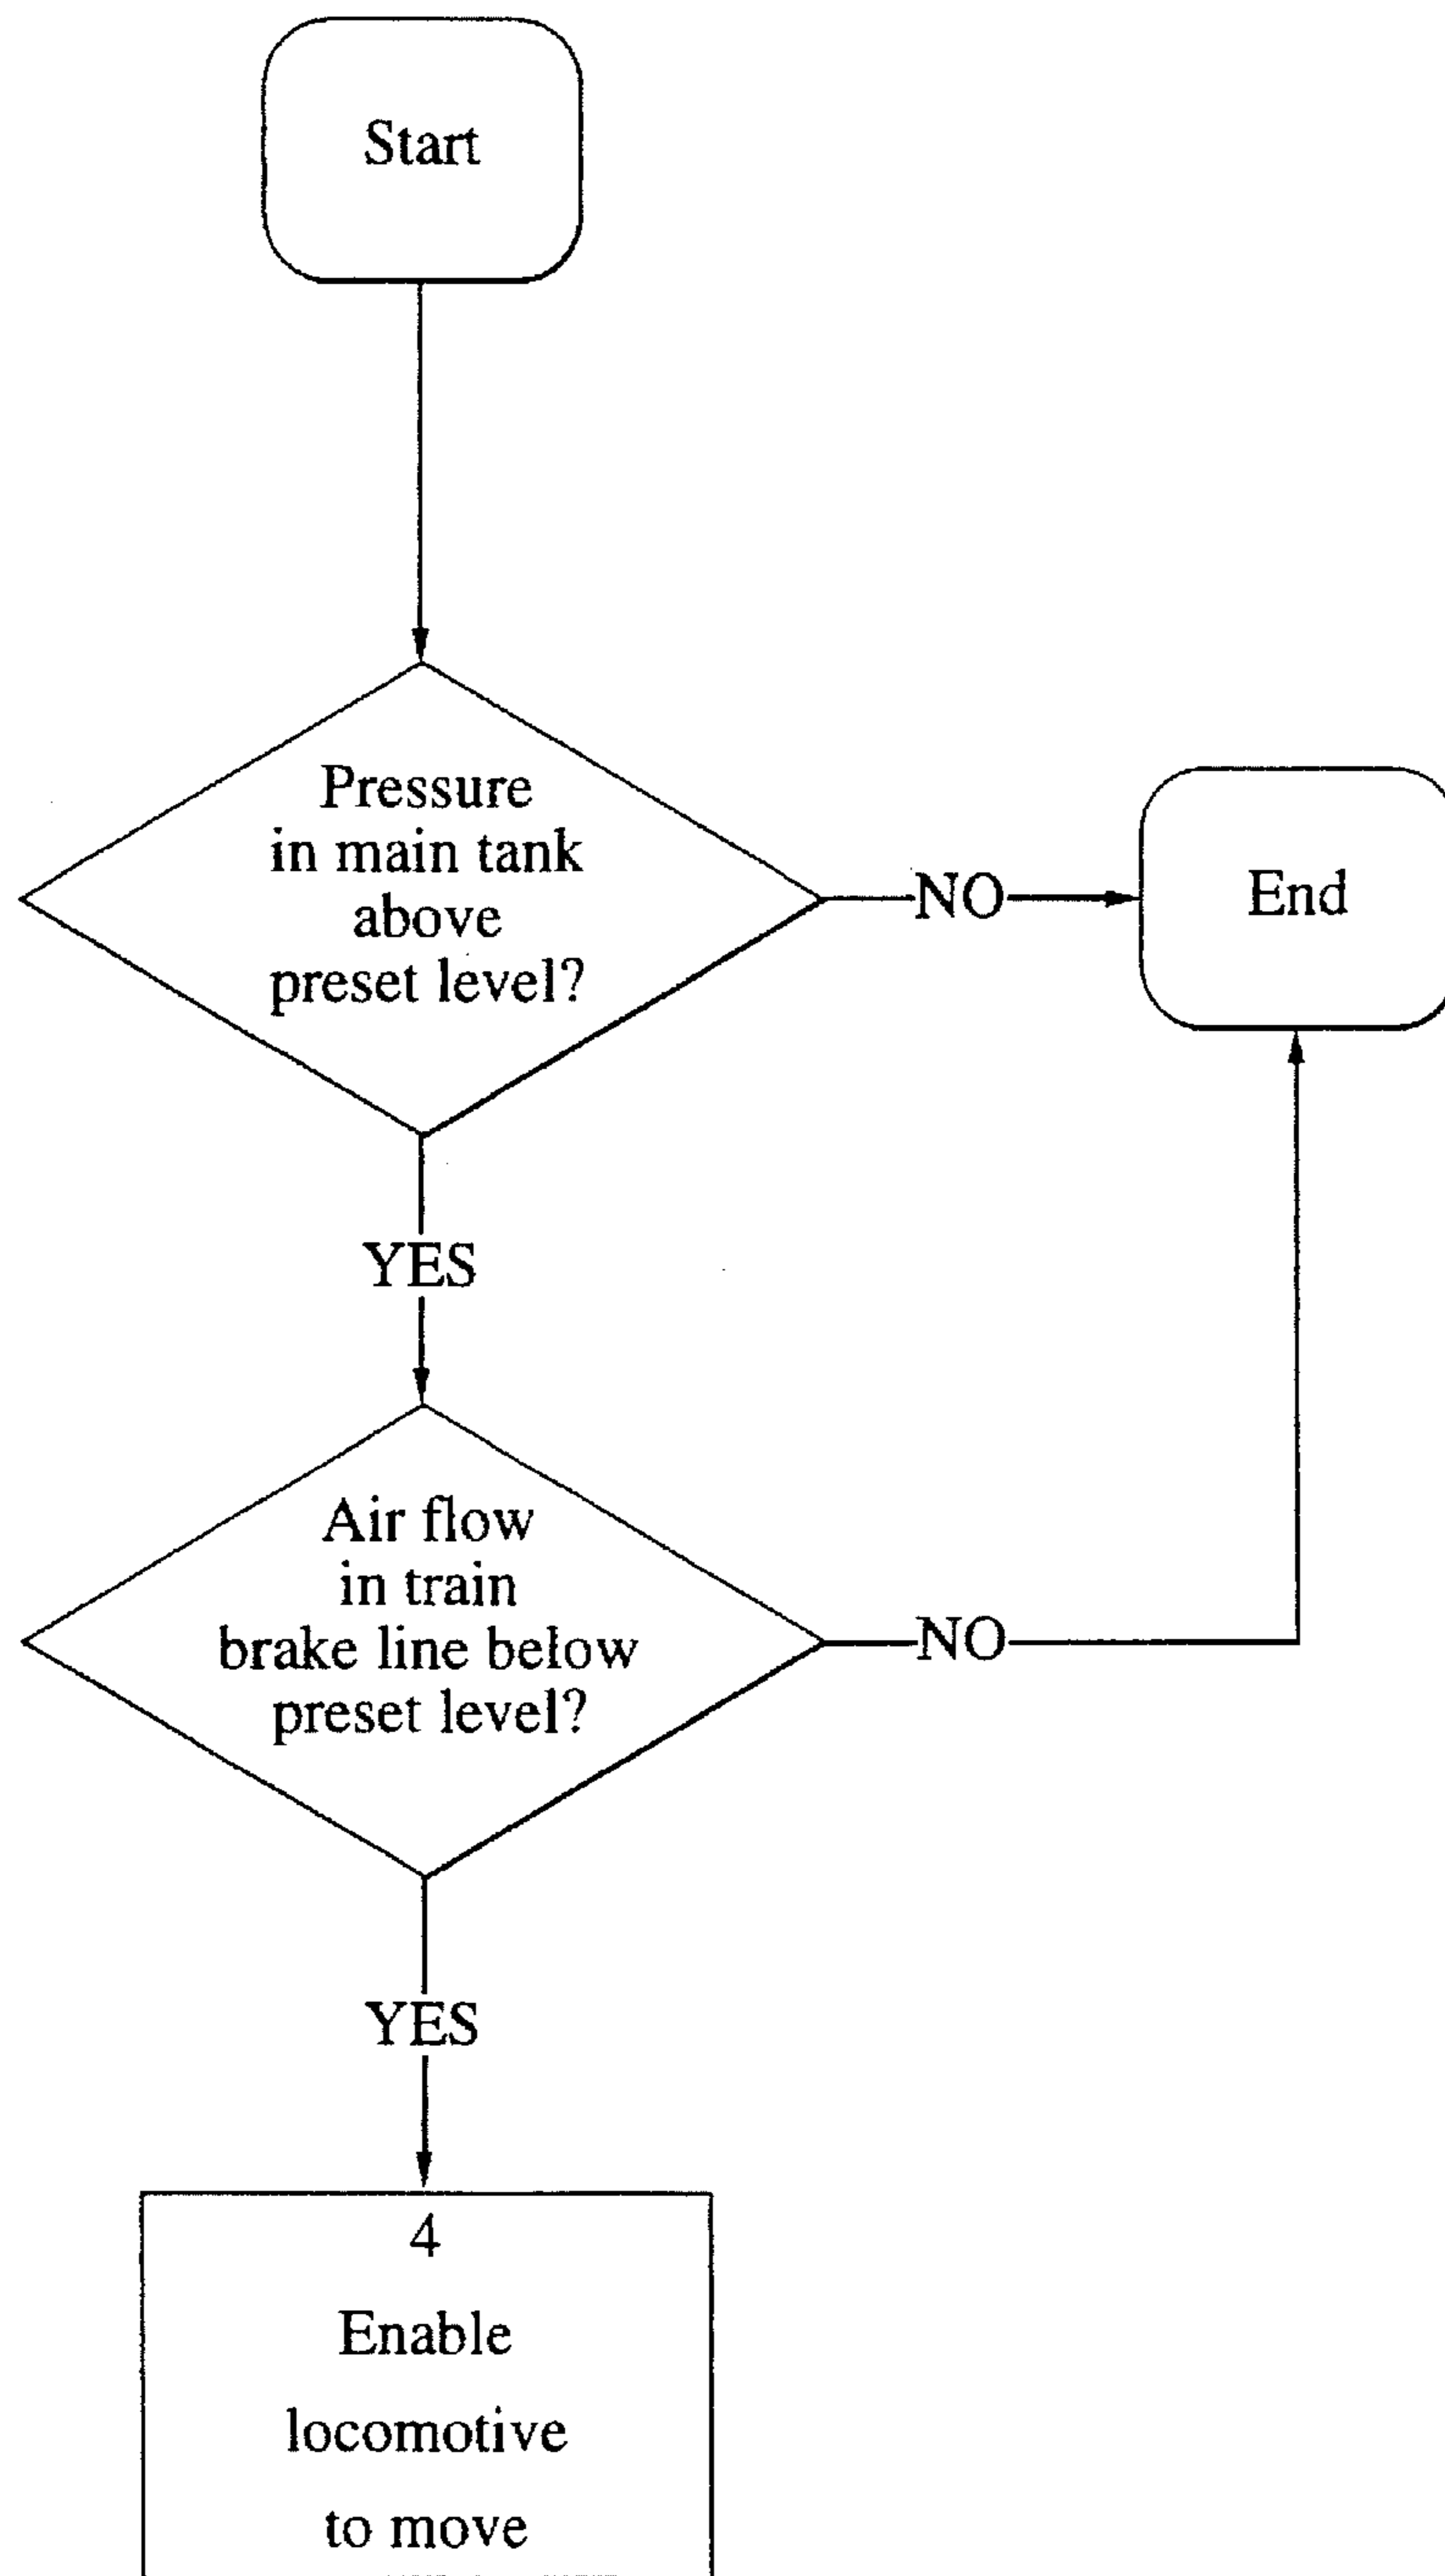 Start
Pressure
in main tank
above
preset level?
NO
End
YES
Air flow
in train
brake line below
preset level?
NO
YES
4
Enable
locomotive
to move